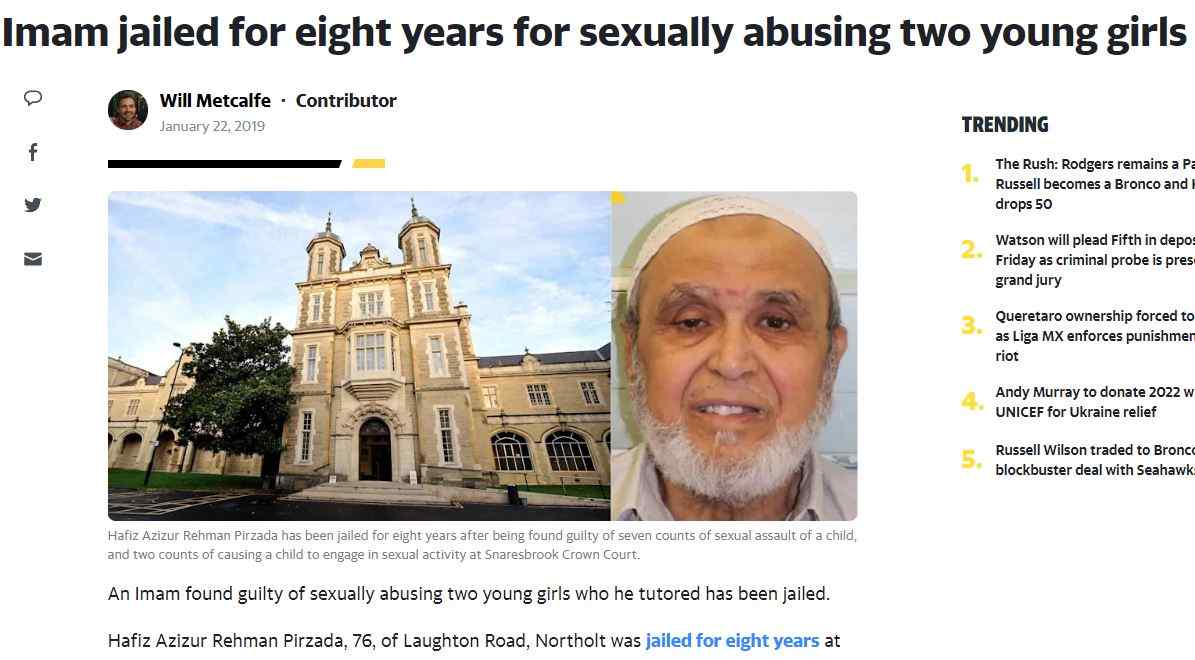 Imam jailed for eight years for sexually abusing two young girls
Will Metcalfe · Contributor
January 22, 2019
Hafiz Azizur Rehman Pirzada has been jailed for eight years after being found guilty of seven counts of sexual assault of a child,
and two counts of causing a child to engage in sexual activity at Snaresbrook Crown Court.
An Imam found guilty of sexually abusing two young girls who he tutored has been jailed.
Hafiz Azizur Rehman Pirzada, 76, of Laughton Road, Northolt was jailed for eight years at
TRENDING
1. The Rush: Rodgers remains a Pa
Russell becomes a Bronco and
drops 50
2. Watson will plead Fifth in depos
Friday as criminal probe is prese
grand jury
3. Queretaro ownership forced to
as Liga MX enforces punishmen
riot
4. Andy Murray to donate 2022 w
UNICEF for Ukraine relief
5. Russell Wilson traded to Bronco
blockbuster deal with Seahawk